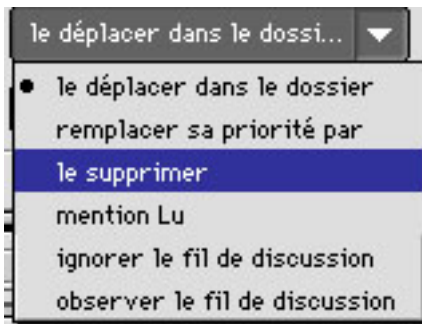 le déplacer dans le dossi...
le déplacer dans le dossier
remplacer sa priorité par
le supprimer
mention Lu
ignorer le fil de discussion
observer le fil de discussion